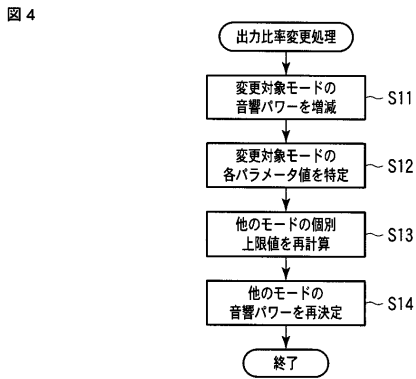 図4
出力比率変更処理
変更対象モードの
音響パワーを増減
S11
変更対象モードの
各パラメータ値を特定
S12
他のモードの個別
上限値を再計算
S13
他のモードの
音響パワーを再決定
S14
終了